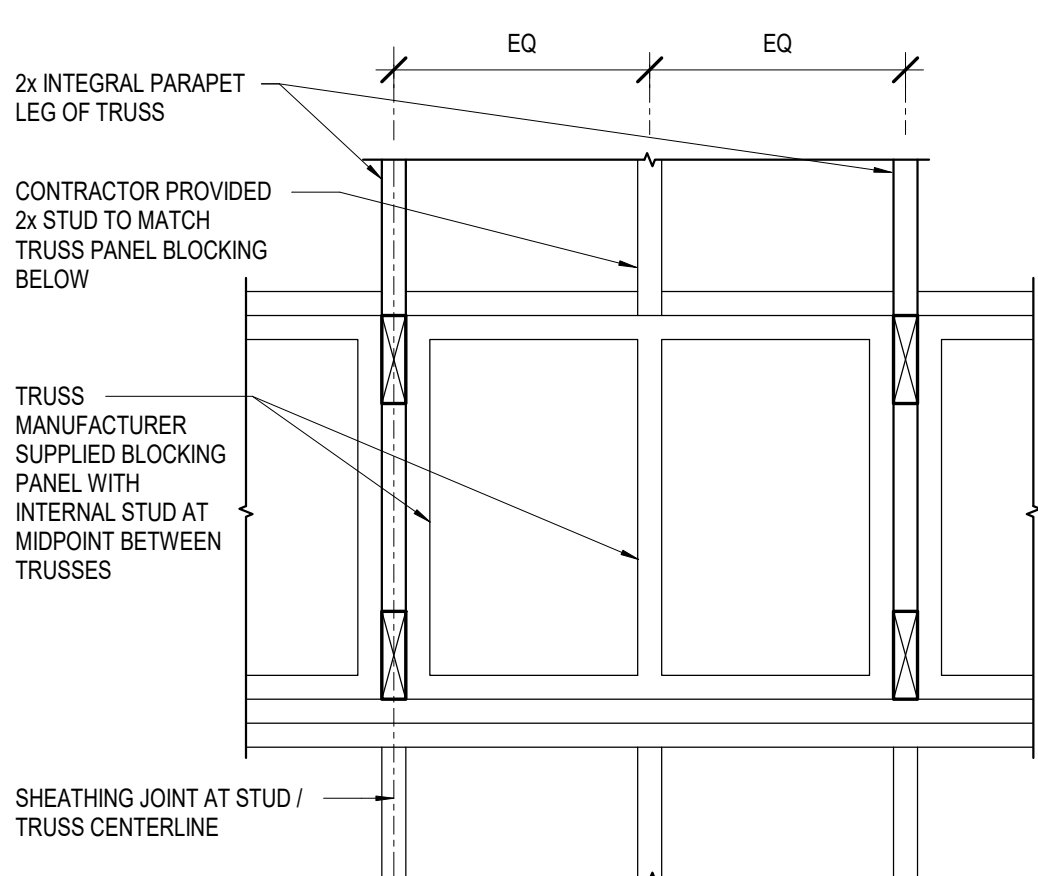 EQ
EQ
2x INTEGRAL PARAPET
LEG OF TRUSS
CONTRACTOR PROVIDED
2x STUD TO MATCH
TRUSS PANEL BLOCKING
BELOW
TRUSS
MANUFACTURER
SUPPLIED BLOCKING
PANEL WITH
INTERNAL STUD AT
MIDPOINT BETWEEN
TRUSSES
SHEATHING JOINT AT STUD /
TRUSS CENTERLINE